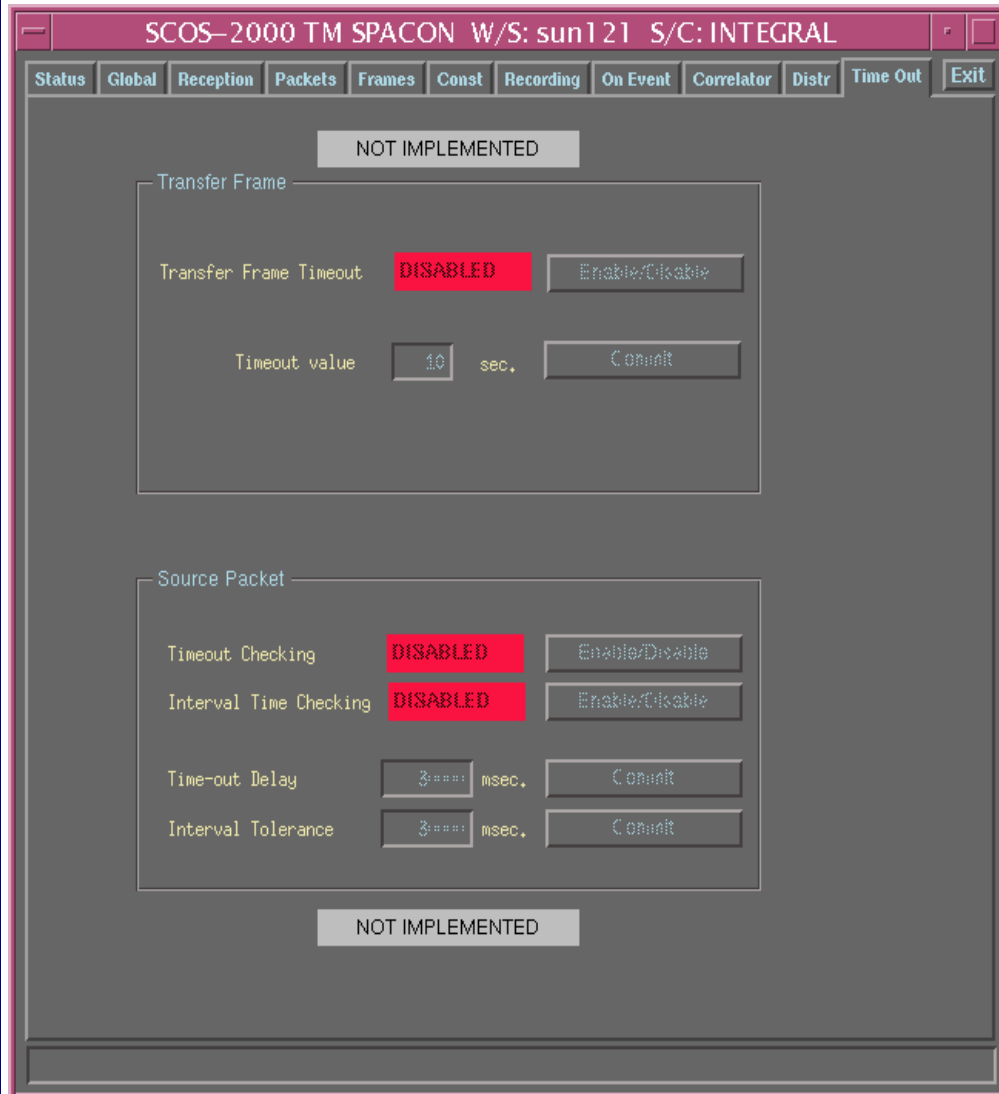 SCOS–2000 TM SPACON W/S: sun121 S/C: INTEGRAL
Status Global Reception Packets Frames Const Recording On Event Correlator Distr Time Out Exit
NOT IMPLEMENTED
Transfer Frame
Transfer Frame Timeout DISABLED Enable/Disable
Timeout value 10 sec. Commit
Source Packet
Timeout Checking DISABLED Enable/Disable
Interval Time Checking DISABLED Enable/Disable
Time-out Delay msec. Commit
Interval Tolerance msec. Commit
NOT IMPLEMENTED